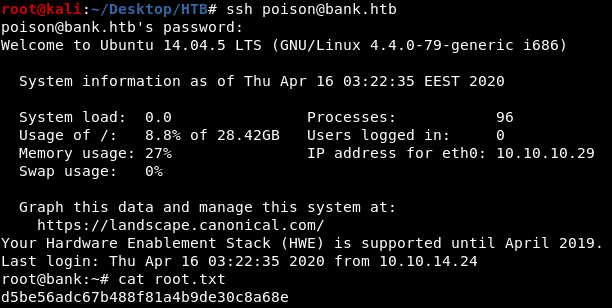 root@kali:~/Desktop/HTB# ssh poison@bank.htb
poison@bank.htb's password:
Welcome to Ubuntu 14.04.5 LTS (GNU/Linux 4.4.0-79-generic i686)
System information as of Thu Apr 16 03:22:35 EEST 2020
System load:  0.0               Processes:           96
Usage of /:   8.8% of 28.42GB   Users logged in:     0
Memory usage: 27%               IP address for eth0: 10.10.10.29
Swap usage:   0%
Graph this data and manage this system at:
https://landscape.canonical.com/
Your Hardware Enablement Stack (HWE) is supported until April 2019.
Last login: Thu Apr 16 03:22:35 2020 from 10.10.14.24
root@bank:~# cat root.txt
d5be56adc67b488f81a4b9de30c8a68e